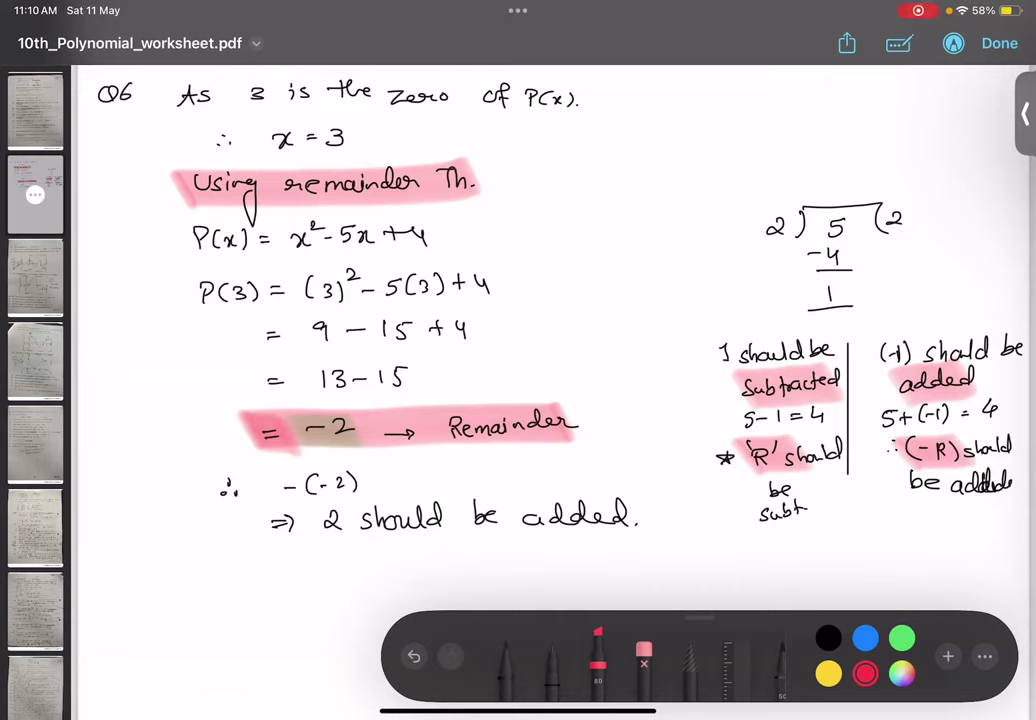 11:10 AM Sat 11 May
58%
10th_Polynomial_worksheet.pdf
Done
Q6 As 3 is the zero of P(x).
∴ x = 3
Using remainder Th.
P(x) = x² - 5x + 4
P(3) = (3)² - 5(3) + 4
= 9 - 15 + 4
= 13 - 15
= -2 → Remainder
∴ -(-2)
⇒ 2 should be added.
2 ) 5 ( 2
-4
1
1 should be
subtracted
5-1 = 4
* 'R' should
be
subt
(-1) should be
added
5+(-1) = 4
∴ (-R) should
be added
80